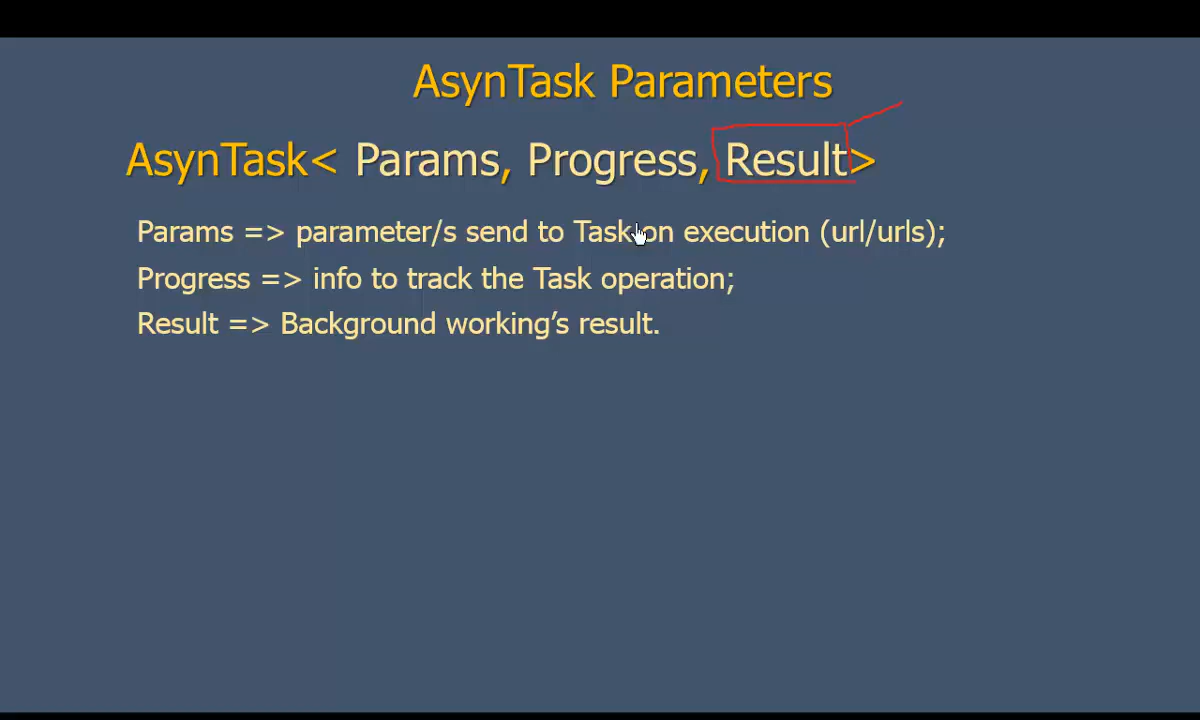 AsynTask Parameters
AsynTask< Params, Progress, Result>
Params => parameter/s send to Task on execution (url/urls);
Progress => info to track the Task operation;
Result => Background working’s result.